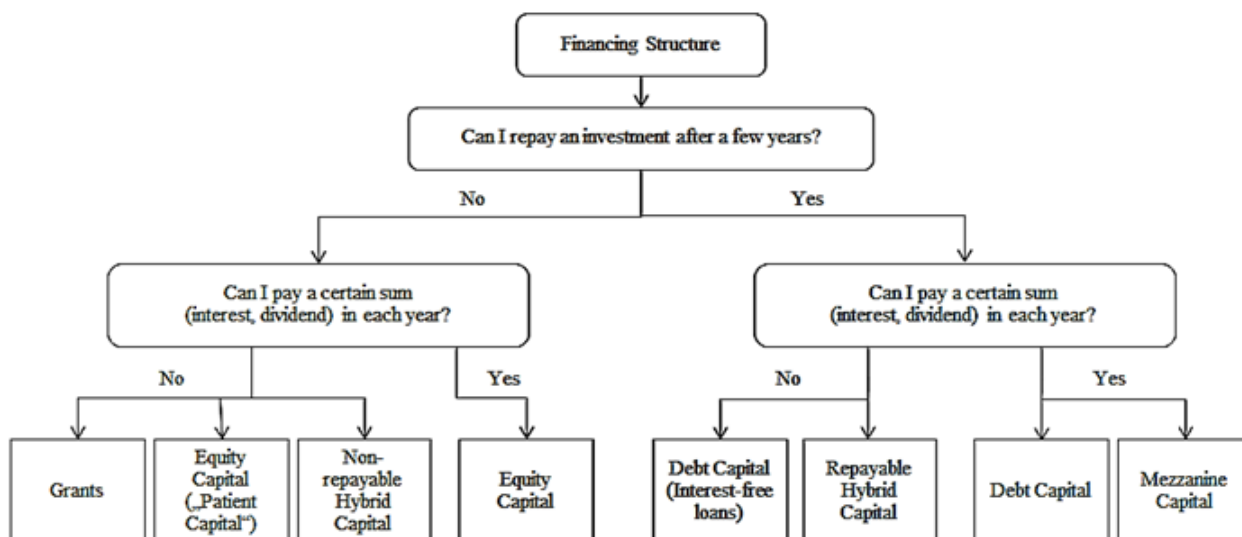 Financing Structure
Can I repay an investment after a few years?
No
Yes
Can I pay a certain sum
(interest, dividend) in each year?
Can I pay a certain sum
(interest, dividend) in each year?
No
Yes
No
Yes
Grants
Equity
Capital
(„Patient
Capital“)
Non-
repayable
Hybrid
Capital
Equity
Capital
Debt Capital
(Interest-free
loans)
Repayable
Hybrid
Capital
Debt Capital
Mezzanine
Capital